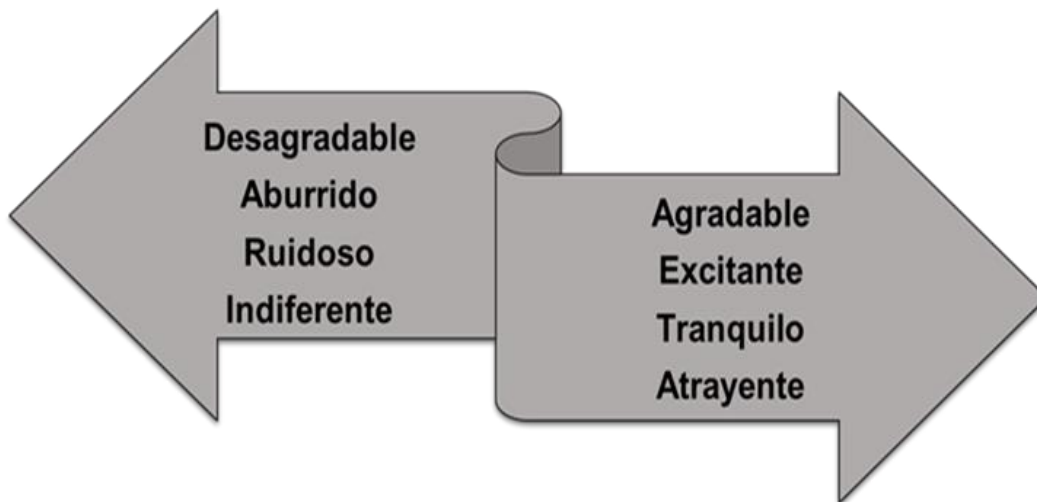 Desagradable
Aburrido
Ruidoso
Indiferente
Agradable
Excitante
Tranquilo
Atrayente